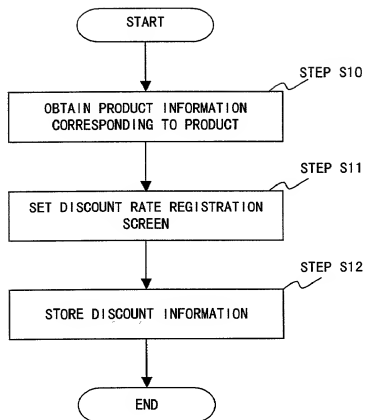 START
STEP S10
OBTAIN PRODUCT INFORMATION
CORRESPONDING TO PRODUCT
STEP S11
SET DISCOUNT RATE REGISTRATION
SCREEN
STEP S12
STORE DISCOUNT INFORMATION
END